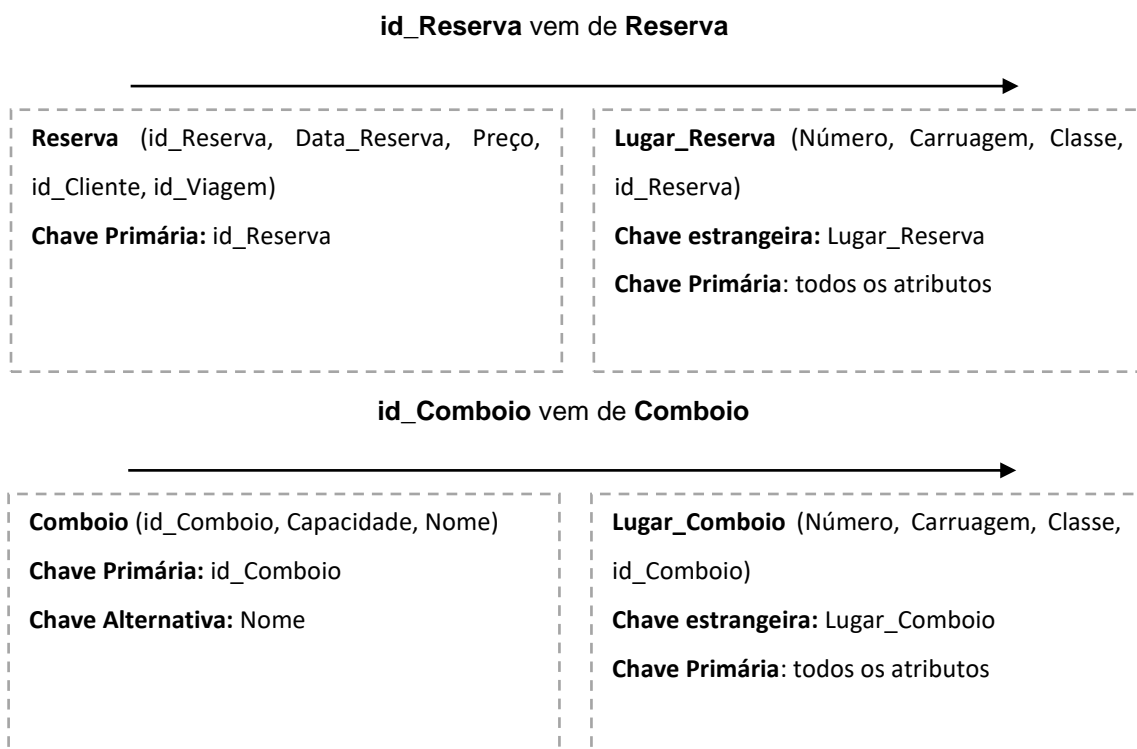 id_Reserva vem de Reserva
Reserva (id_Reserva, Data_Reserva, Preço,
id_Cliente, id_Viagem)
Chave Primária: id_Reserva
Lugar_Reserva (Número, Carruagem, Classe,
id_Reserva)
Chave estrangeira: Lugar_Reserva
Chave Primária: todos os atributos
id_Comboio vem de Comboio
Comboio (id_Comboio, Capacidade, Nome)
Chave Primária: id_Comboio
Chave Alternativa: Nome
Lugar_Comboio (Número, Carruagem, Classe,
id_Comboio)
Chave estrangeira: Lugar_Comboio
Chave Primária: todos os atributos